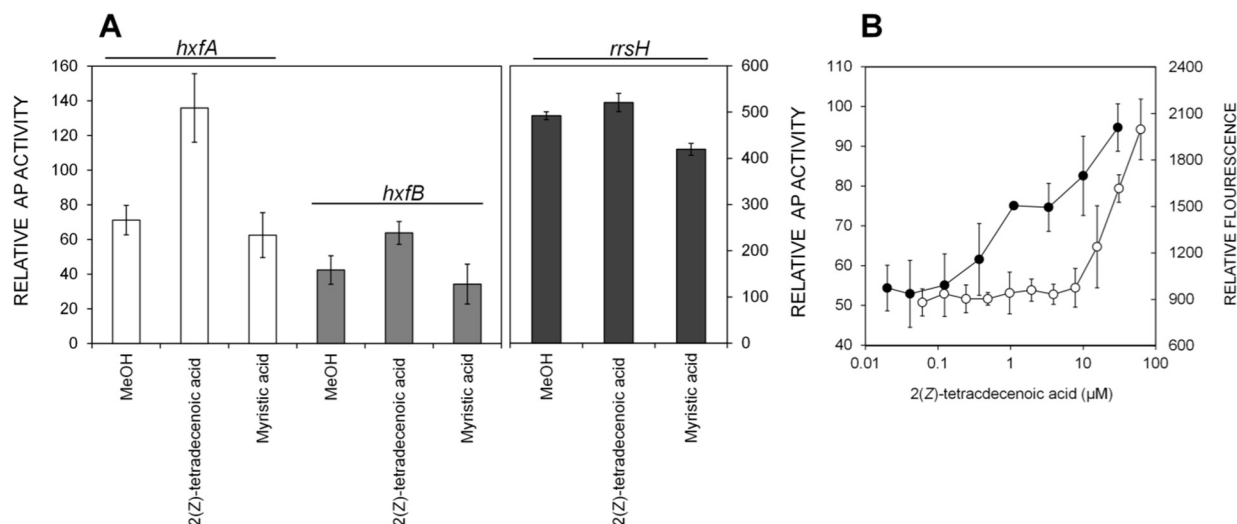 A
hxfA
rrsH
hxfB
RELATIVE AP ACTIVITY
160
140
120
100
80
60
40
20
0
MeOH
2(Z)-tetradecenoic acid
Myristic acid
MeOH
2(Z)-tetradecenoic acid
Myristic acid
MeOH
2(Z)-tetradecenoic acid
Myristic acid
600
500
400
300
200
100
0
B
RELATIVE AP ACTIVITY
110
100
90
80
70
60
50
40
2400
2100
1800
1500
1200
900
600
RELATIVE FLOURESCENCE
0.01
0.1
1
10
100
2(Z)-tetracdecenoic acid (µM)